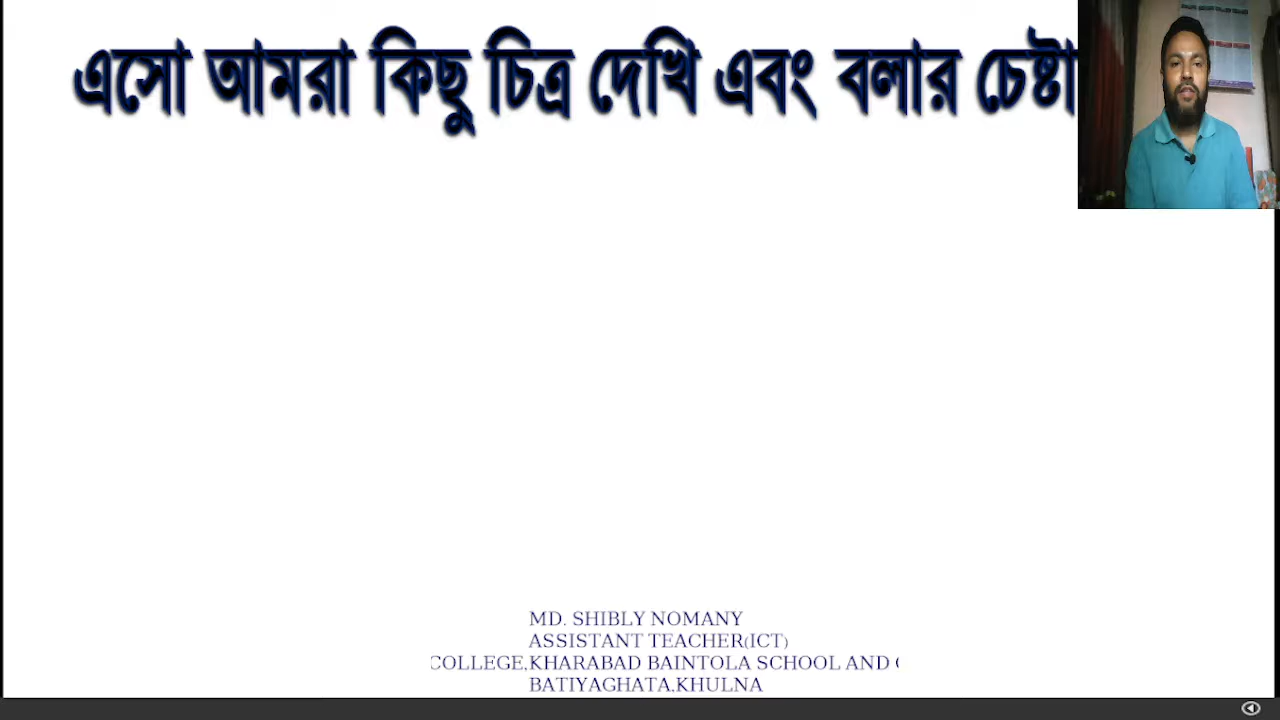 এসো আমরা কিছু চিত্র দেখি এবং বলার চেষ্টা
MD. SHIBLY NOMANY
ASSISTANT TEACHER(ICT)
COLLEGE,KHARABAD BAINTOLA SCHOOL AND
BATIYAGHATA,KHULNA